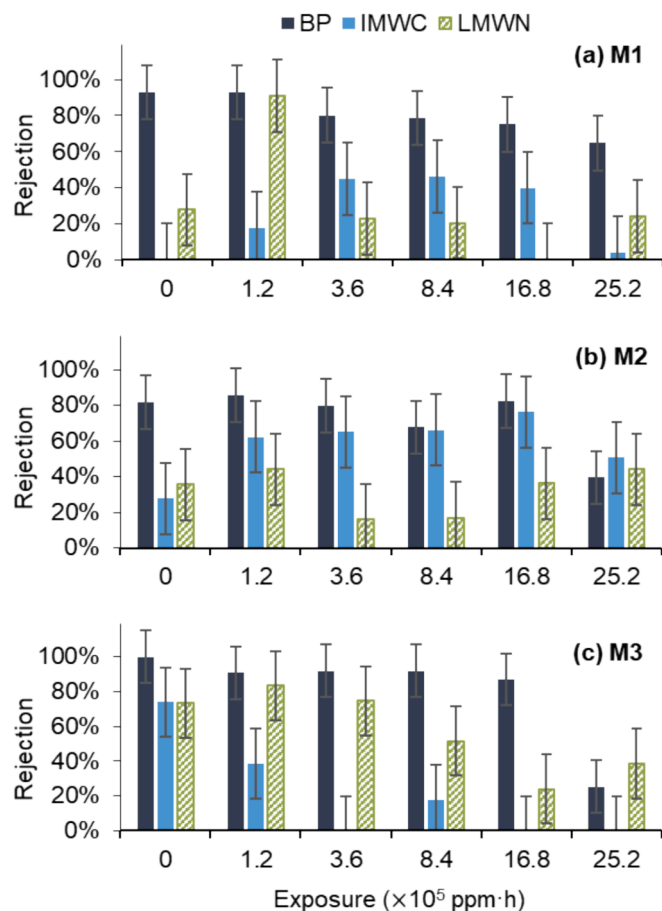 BP IMWC LMWN
(a) M1
100%
80%
60%
40%
20%
0%
Rejection
0 1.2 3.6 8.4 16.8 25.2
(b) M2
100%
80%
60%
40%
20%
0%
Rejection
0 1.2 3.6 8.4 16.8 25.2
(c) M3
100%
80%
60%
40%
20%
0%
Rejection
0 1.2 3.6 8.4 16.8 25.2
Exposure (×10⁵ ppm·h)